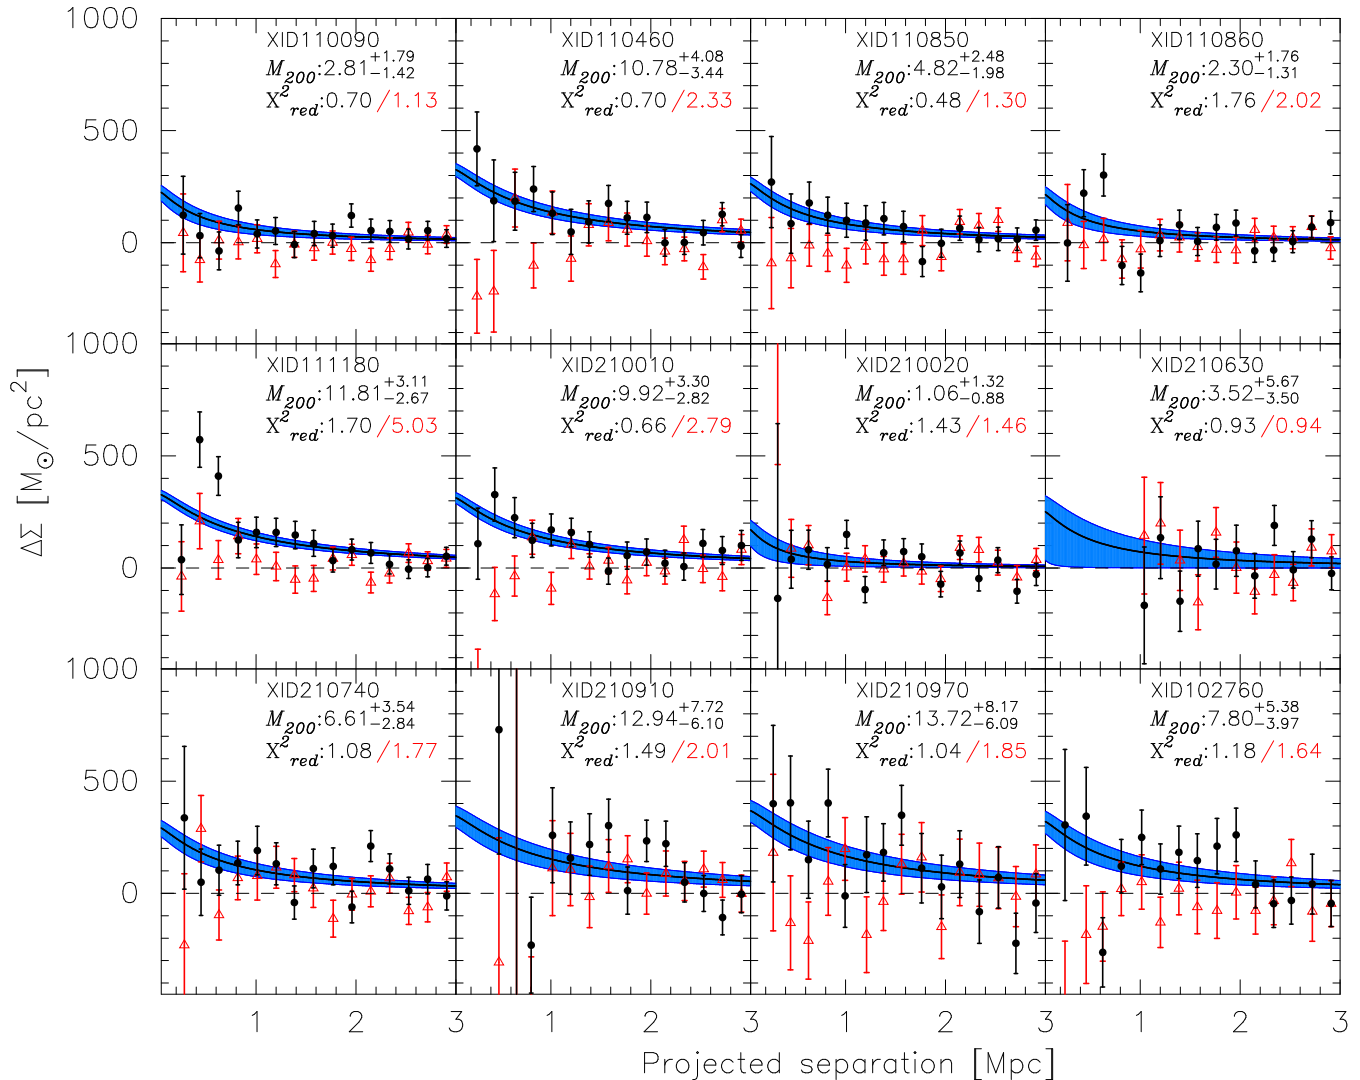 1000
XID110090
M200:2.81+1.79−1.42
X2red:0.70/1.13
XID110460
M200:10.78+4.08−3.44
X2red:0.70/2.33
XID110850
M200:4.82+2.48−1.98
X2red:0.48/1.30
XID110860
M200:2.30+1.76−1.31
X2red:1.76/2.02
500
0
1000
XID111180
M200:11.81+3.11−2.67
X2red:1.70/5.03
XID210010
M200:9.92+3.30−2.82
X2red:0.66/2.79
XID210020
M200:1.06+1.32−0.88
X2red:1.43/1.46
XID210630
M200:3.52+5.67−3.50
X2red:0.93/0.94
500
0
ΔΣ [M⊙/pc2]
1000
XID210740
M200:6.61+3.54−2.84
X2red:1.08/1.77
XID210910
M200:12.94+7.72−6.10
X2red:1.49/2.01
XID210970
M200:13.72+8.17−6.09
X2red:1.04/1.85
XID102760
M200:7.80+5.38−3.97
X2red:1.18/1.64
500
0
1 2 3 1 2 1 2 3
Projected separation [Mpc]